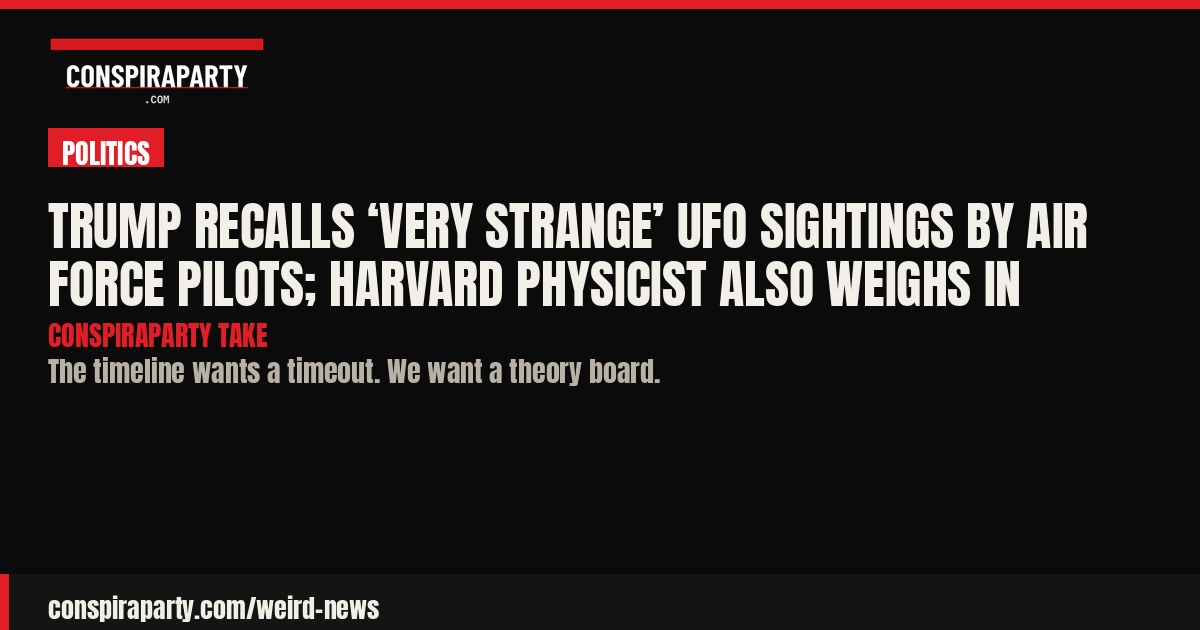 CONSPIRAPARTY
.COM
POLITICS
TRUMP RECALLS ‘VERY STRANGE’ UFO SIGHTINGS BY AIR
FORCE PILOTS; HARVARD PHYSICIST ALSO WEIGHS IN
CONSPIRAPARTY TAKE
The timeline wants a timeout. We want a theory board.
conspiraparty.com/weird-news